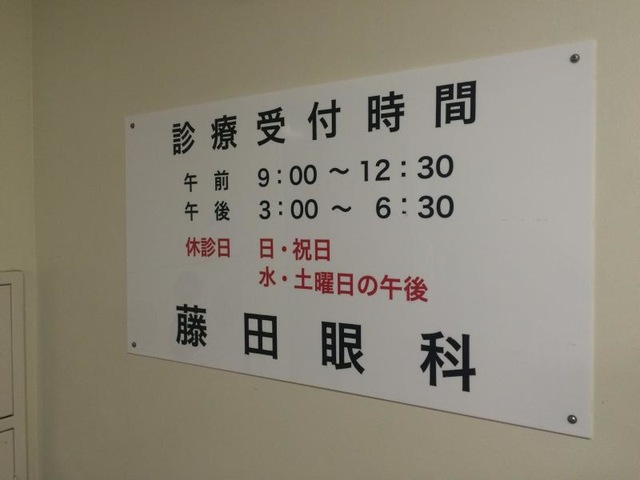 診療受付時間
午前 9:00～12:30
午後 3:00～ 6:30
休診日 日・祝日
水・土曜日の午後
藤田眼科